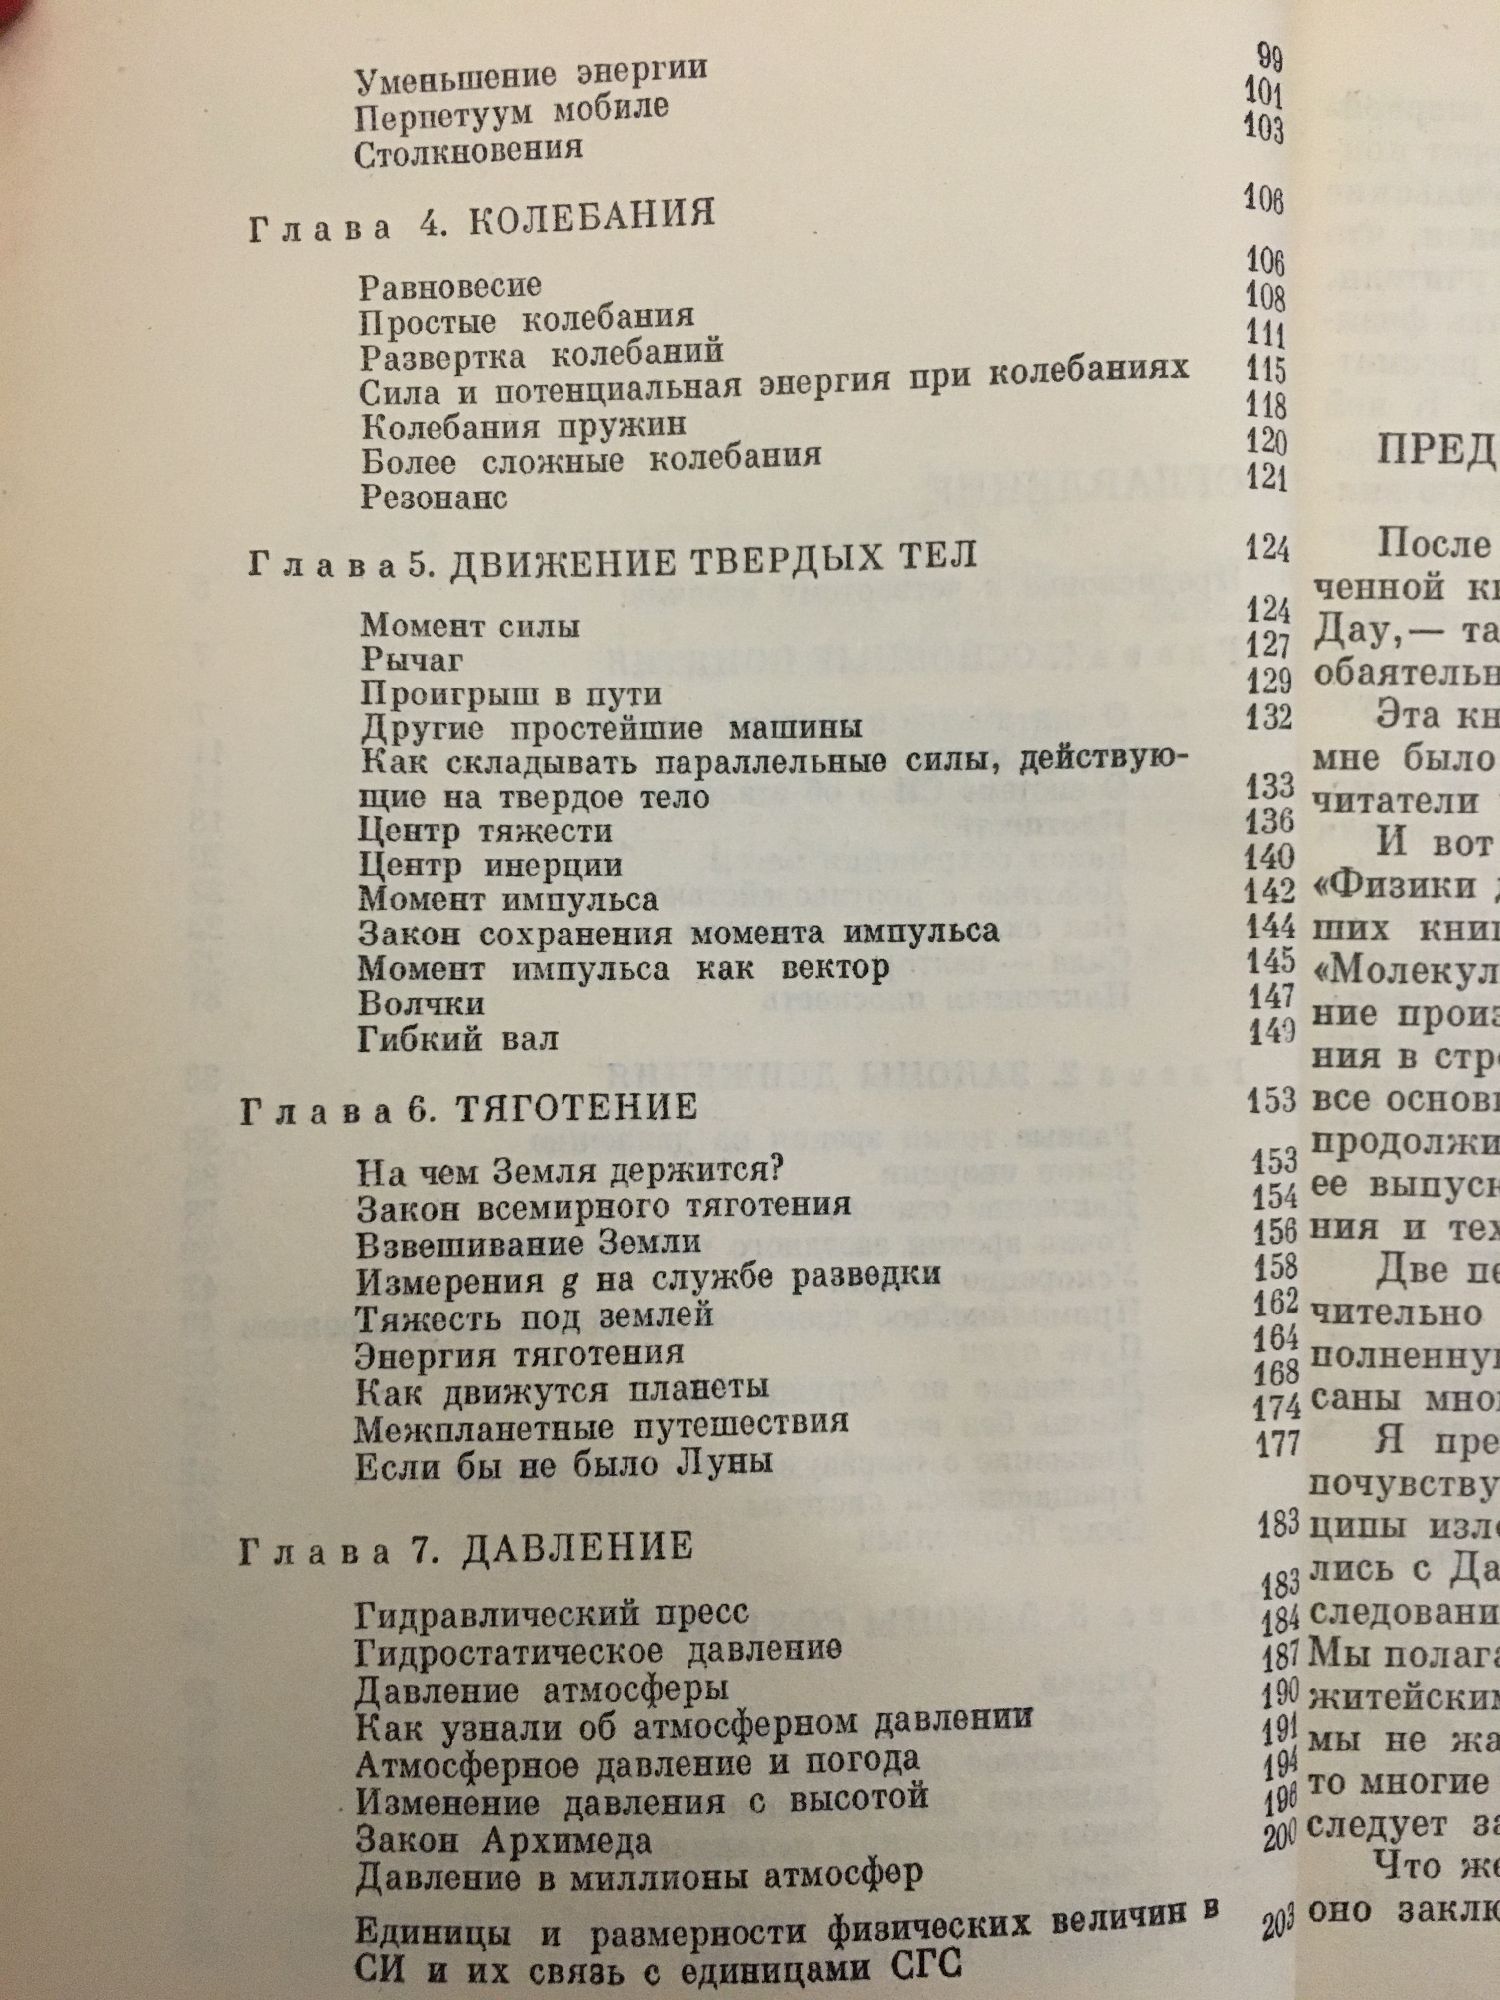 Уменьшение энергии 99
Перпетуум мобиле 101
Столкновения 103
Глава 4. КОЛЕБАНИЯ 106
Равновесие 106
Простые колебания 108
Развертка колебаний 111
Сила и потенциальная энергия при колебаниях 115
Колебания пружин 118
Более сложные колебания 120
Резонанс 121
Глава 5. ДВИЖЕНИЕ ТВЕРДЫХ ТЕЛ 124
Момент силы 124
Рычаг 127
Проигрыш в пути 129
Другие простейшие машины 132
Как складывать параллельные силы, действую-
щие на твердое тело 133
Центр тяжести 136
Центр инерции 140
Момент импульса 142
Закон сохранения момента импульса 144
Момент импульса как вектор 145
Волчки 147
Гибкий вал 149
Глава 6. ТЯГОТЕНИЕ 153
На чем Земля держится? 153
Закон всемирного тяготения 154
Взвешивание Земли 156
Измерения g на службе разведки 158
Тяжесть под землей 162
Энергия тяготения 164
Как движутся планеты 168
Межпланетные путешествия 174
Если бы не было Луны 177
Глава 7. ДАВЛЕНИЕ 183
Гидравлический пресс 183
Гидростатическое давление 184
Давление атмосферы 187
Как узнали об атмосферном давлении 190
Атмосферное давление и погода 191
Изменение давления с высотой 194
Закон Архимеда 196
Давление в миллионы атмосфер 200
Единицы и размерности физических величин в
СИ и их связь с единицами СГС 203
ПРЕД
После
ченной к
Дау,— та
обаятельн
Эта кн
мне было
читатели
И вот
«Физики
ших книг
«Молекул
ние произ
ния в стр
все основ
продолжи
ее выпуск
ния и тех
Две пе
чительно
полненну
саны мно
Я пре
почувству
ципы изл
лись с Да
следовани
Мы полага
житейским
мы не жа
то многие
следует за
Что же
оно заклю